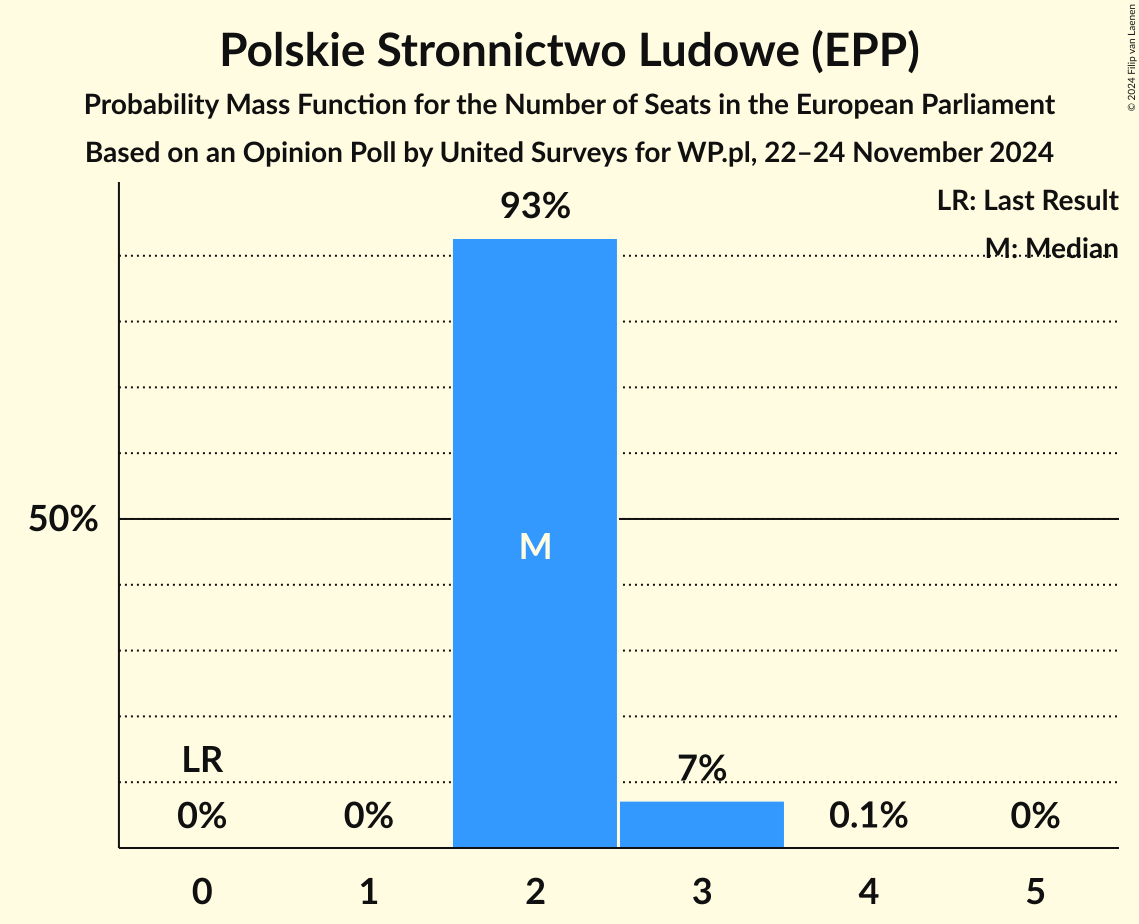 Polskie Stronnictwo Ludowe (EPP)
Probability Mass Function for the Number of Seats in the European Parliament
Based on an Opinion Poll by United Surveys for WP.pl, 22–24 November 2024
© 2024 Filip van Laenen
LR: Last Result
M: Median
93%
50%
M
LR
7%
0%
0%
0.1%
0%
0
1
2
3
4
5